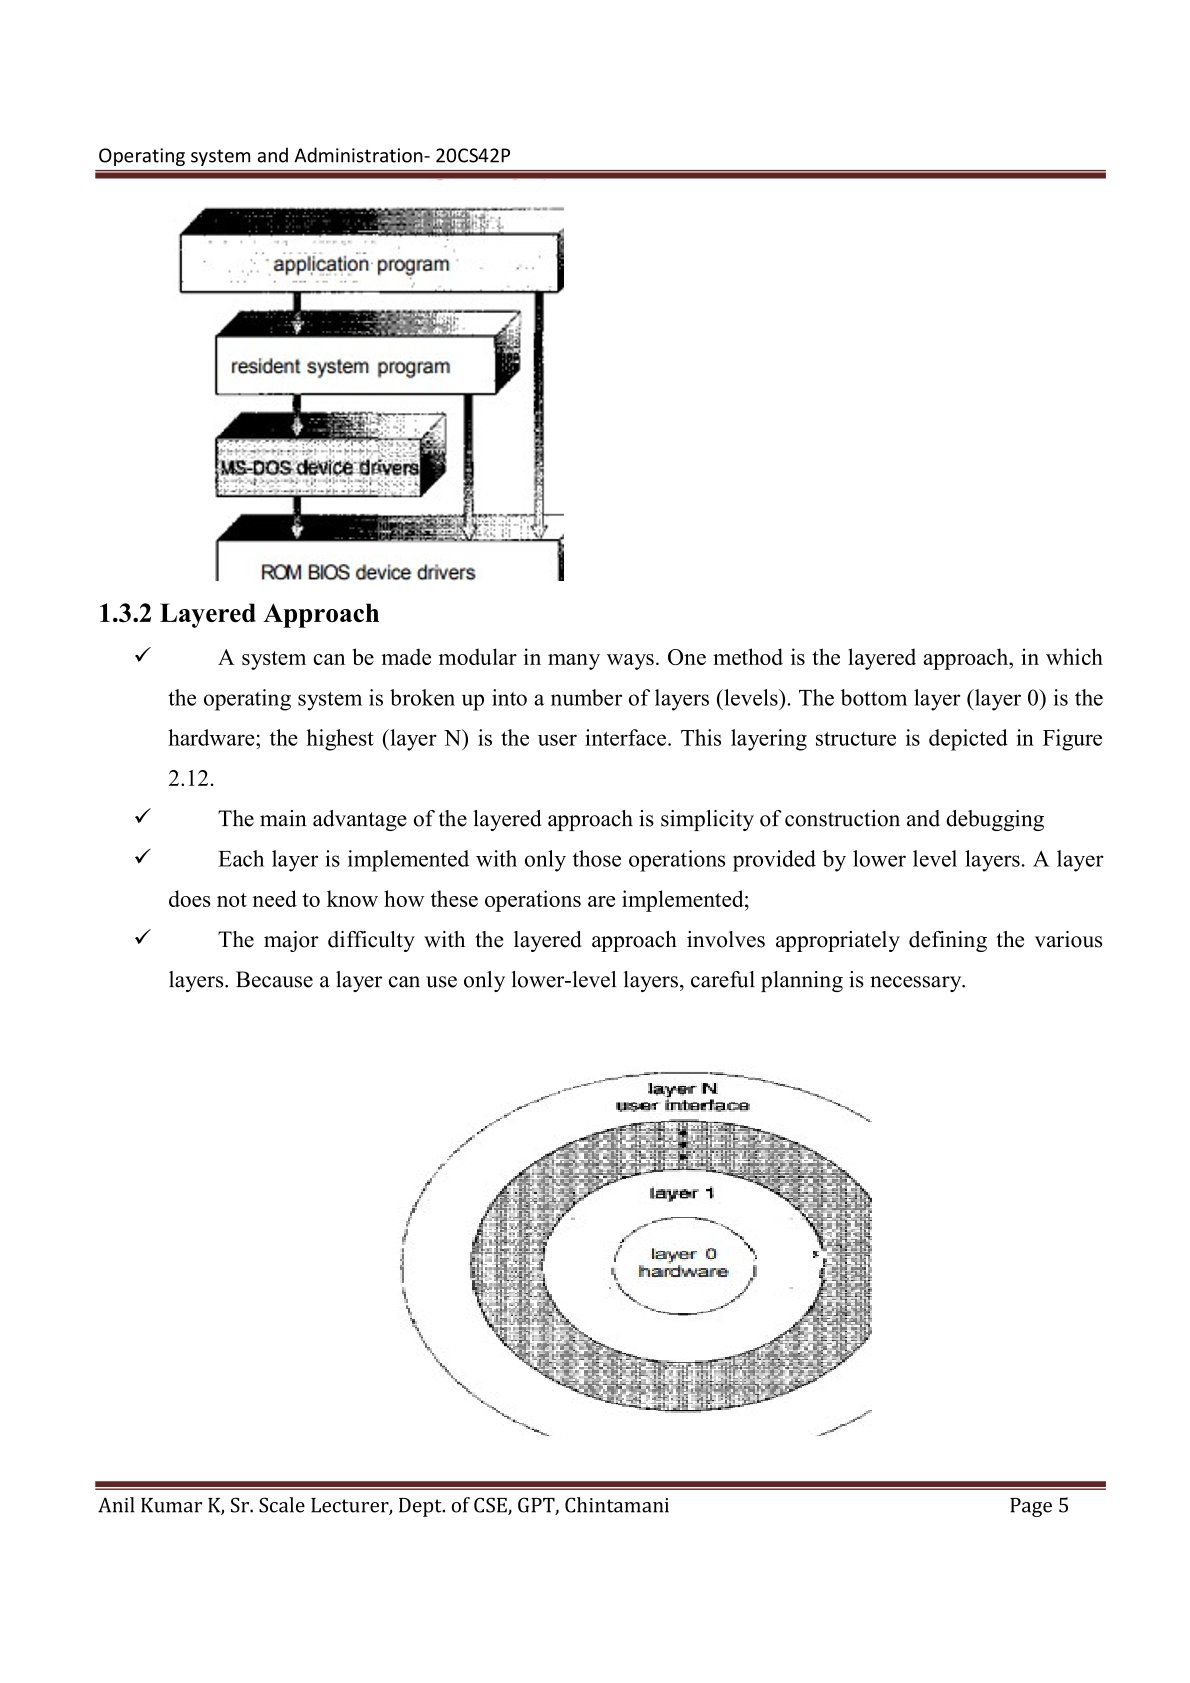 Operating system and Administration- 20CS42P
application program
resident system program
MS-DOS device drivers
ROM BIOS device drivers
1.3.2 Layered Approach
✓ A system can be made modular in many ways. One method is the layered approach, in which
the operating system is broken up into a number of layers (levels). The bottom layer (layer 0) is the
hardware; the highest (layer N) is the user interface. This layering structure is depicted in Figure
2.12.
✓ The main advantage of the layered approach is simplicity of construction and debugging
✓ Each layer is implemented with only those operations provided by lower level layers. A layer
does not need to know how these operations are implemented;
✓ The major difficulty with the layered approach involves appropriately defining the various
layers. Because a layer can use only lower-level layers, careful planning is necessary.
layer N
user interface
layer 1
layer 0
hardware
Anil Kumar K, Sr. Scale Lecturer, Dept. of CSE, GPT, Chintamani Page 5